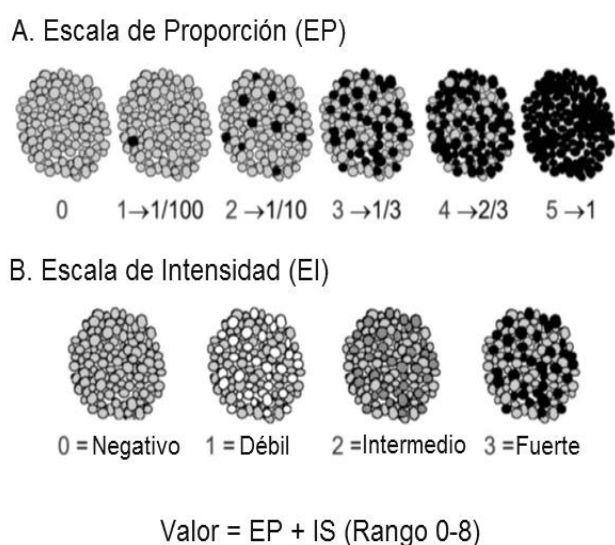 A. Escala de Proporción (EP)
0 1→1/100 2→1/10 3→1/3 4→2/3 5→1
B. Escala de Intensidad (EI)
0 = Negativo 1 = Débil 2 = Intermedio 3 = Fuerte
Valor = EP + IS (Rango 0-8)